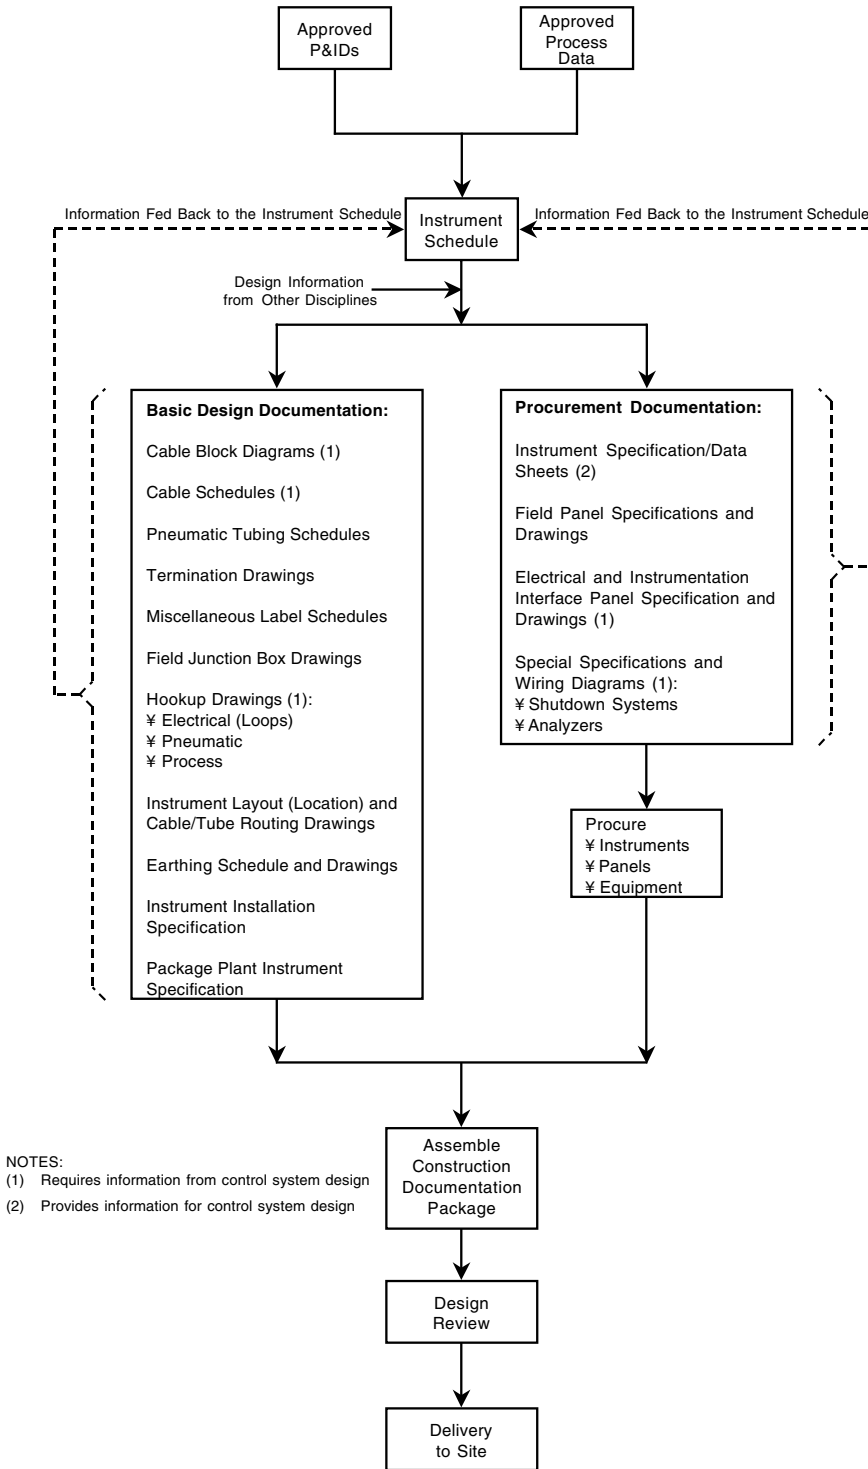 Approved
P&IDs
Approved
Process
Data
Information Fed Back to the Instrument Schedule
Instrument
Schedule
Information Fed Back to the Instrument Schedule
Design Information
from Other Disciplines
Basic Design Documentation:
Cable Block Diagrams (1)
Cable Schedules (1)
Pneumatic Tubing Schedules
Termination Drawings
Miscellaneous Label Schedules
Field Junction Box Drawings
Hookup Drawings (1):
¥ Electrical (Loops)
¥ Pneumatic
¥ Process
Instrument Layout (Location) and
Cable/Tube Routing Drawings
Earthing Schedule and Drawings
Instrument Installation
Specification
Package Plant Instrument
Specification
Procurement Documentation:
Instrument Specification/Data
Sheets (2)
Field Panel Specifications and
Drawings
Electrical and Instrumentation
Interface Panel Specification and
Drawings (1)
Special Specifications and
Wiring Diagrams (1):
¥ Shutdown Systems
¥ Analyzers
Procure
¥ Instruments
¥ Panels
¥ Equipment
Assemble
Construction
Documentation
Package
NOTES:
(1) Requires information from control system design
(2) Provides information for control system design
Design
Review
Delivery
to Site